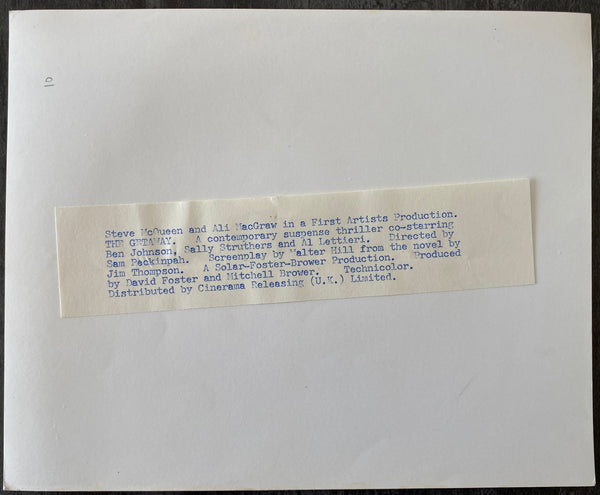 10
Steve McQueen and Ali MacGraw in a First Artists Production.
THE GETAWAY. A contemporary suspense thriller co-starring
Ben Johnson, Sally Struthers and Al Lettieri. Directed by
Sam Peckinpah. Screenplay by Walter Hill from the novel by
Jim Thompson. A Solar-Foster-Brower Production. Produced
by David Foster and Mitchell Brower. Technicolor.
Distributed by Cinerama Releasing (U.K.) Limited.